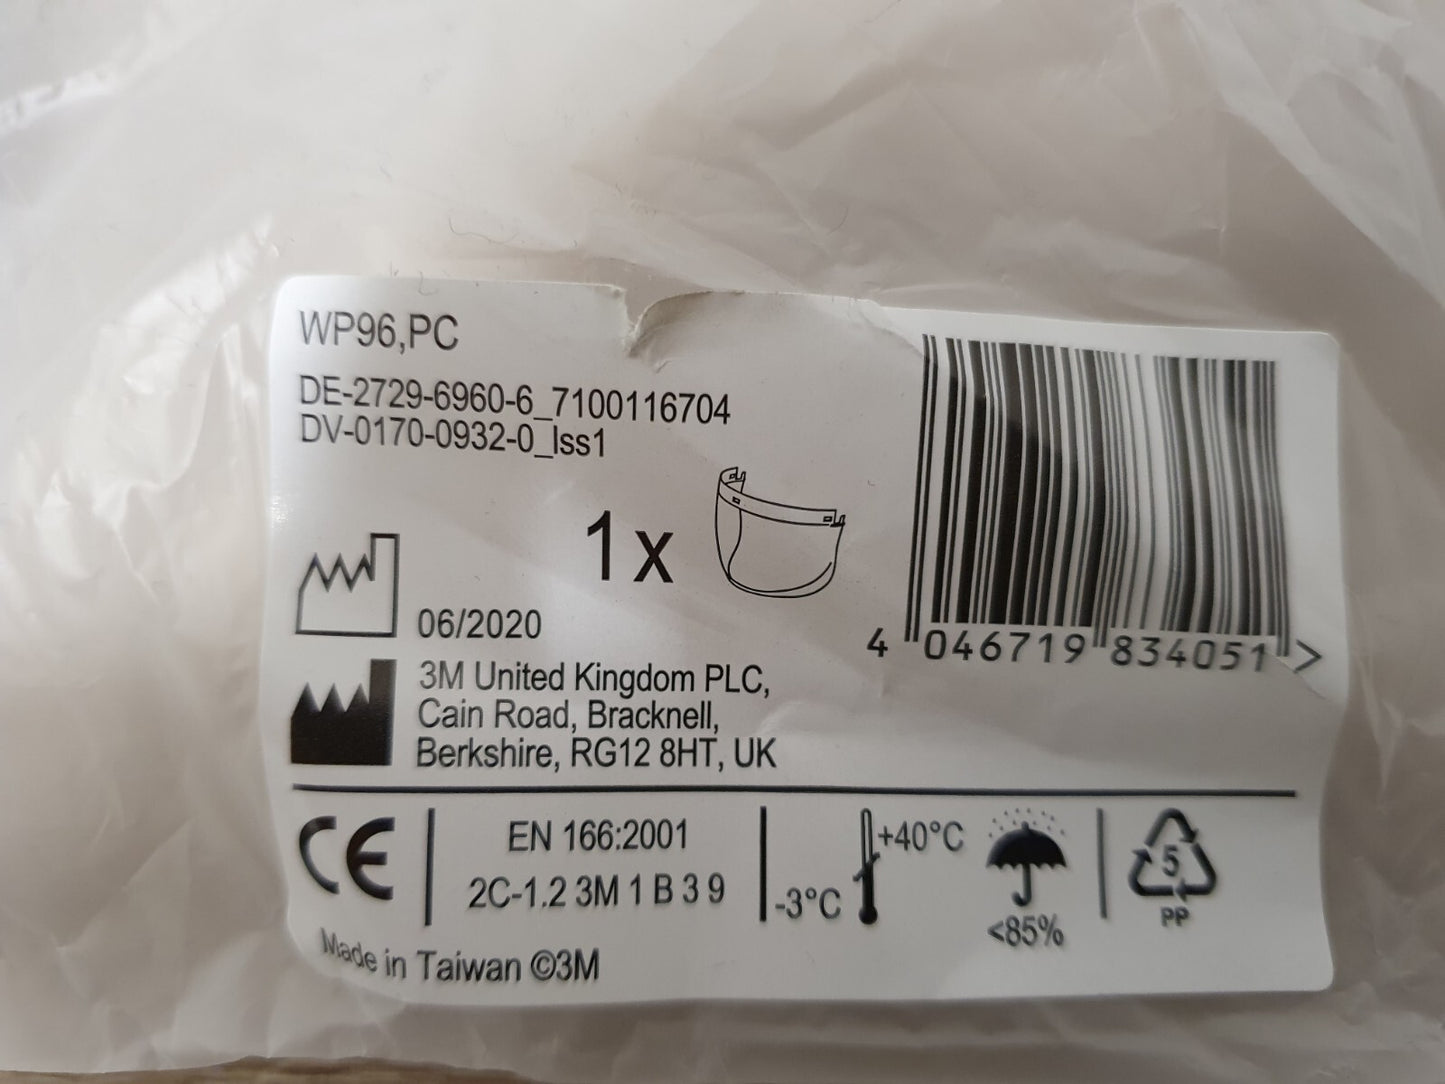 WP96,PC
DE-2729-6960-6_7100116704
DV-0170-0932-0_Iss1
1x
06/2020
3M United Kingdom PLC,
Cain Road, Bracknell,
Berkshire, RG12 8HT, UK
4 046719 834051 >
CE
EN 166:2001
2C-1.2 3M 1 B 3 9
+40°C
-3°C
<85%
5
PP
Made in Taiwan ©3M